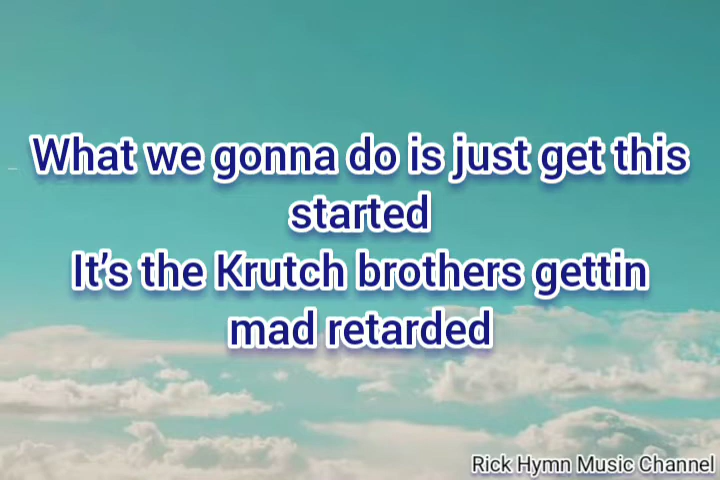 What we gonna do is just get this
started
It’s the Krutch brothers gettin
mad retarded
Rick Hymn Music Channel